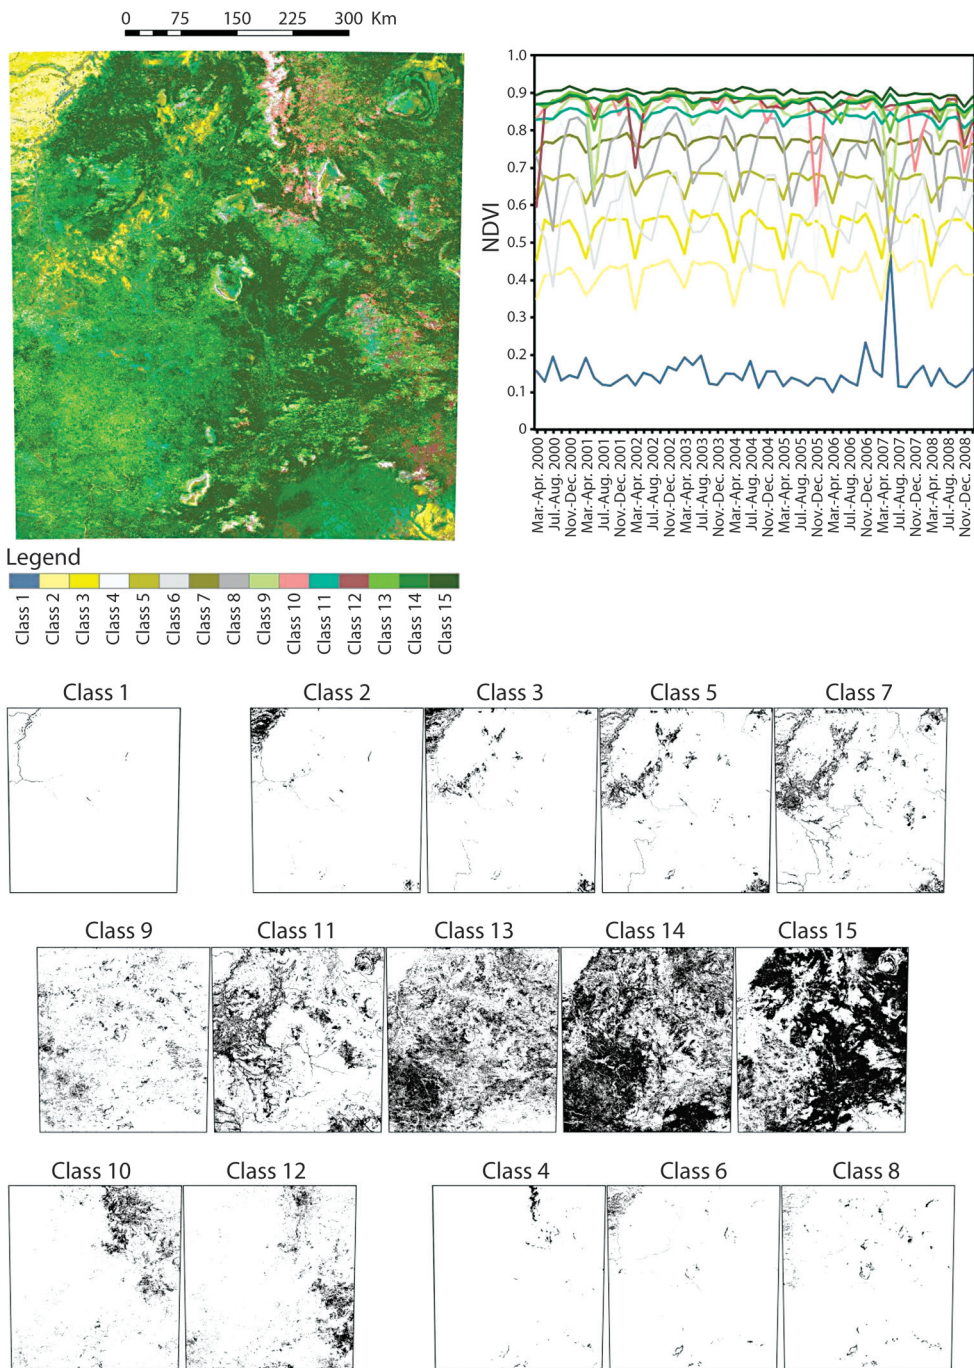 0 75 150 225 300 Km
1.0
0.9
0.8
0.7
0.6
0.5
0.4
0.3
0.2
0.1
0
NDVI
Mar.-Apr. 2000
Jul.-Aug. 2000
Nov.-Dec. 2000
Mar.-Apr. 2001
Jul.-Aug. 2001
Nov.-Dec. 2001
Mar.-Apr. 2002
Jul.-Aug. 2002
Nov.-Dec. 2002
Mar.-Apr. 2003
Jul.-Aug. 2003
Nov.-Dec. 2003
Mar.-Apr. 2004
Jul.-Aug. 2004
Nov.-Dec. 2004
Mar.-Apr. 2005
Jul.-Aug. 2005
Nov.-Dec. 2005
Mar.-Apr. 2006
Jul.-Aug. 2006
Nov.-Dec. 2006
Mar.-Apr. 2007
Jul.-Aug. 2007
Nov.-Dec. 2007
Mar.-Apr. 2008
Jul.-Aug. 2008
Nov.-Dec. 2008
Legend
Class 1
Class 2
Class 3
Class 4
Class 5
Class 6
Class 7
Class 8
Class 9
Class 10
Class 11
Class 12
Class 13
Class 14
Class 15
Class 1 Class 2 Class 3 Class 5 Class 7
Class 9 Class 11 Class 13 Class 14 Class 15
Class 10 Class 12 Class 4 Class 6 Class 8